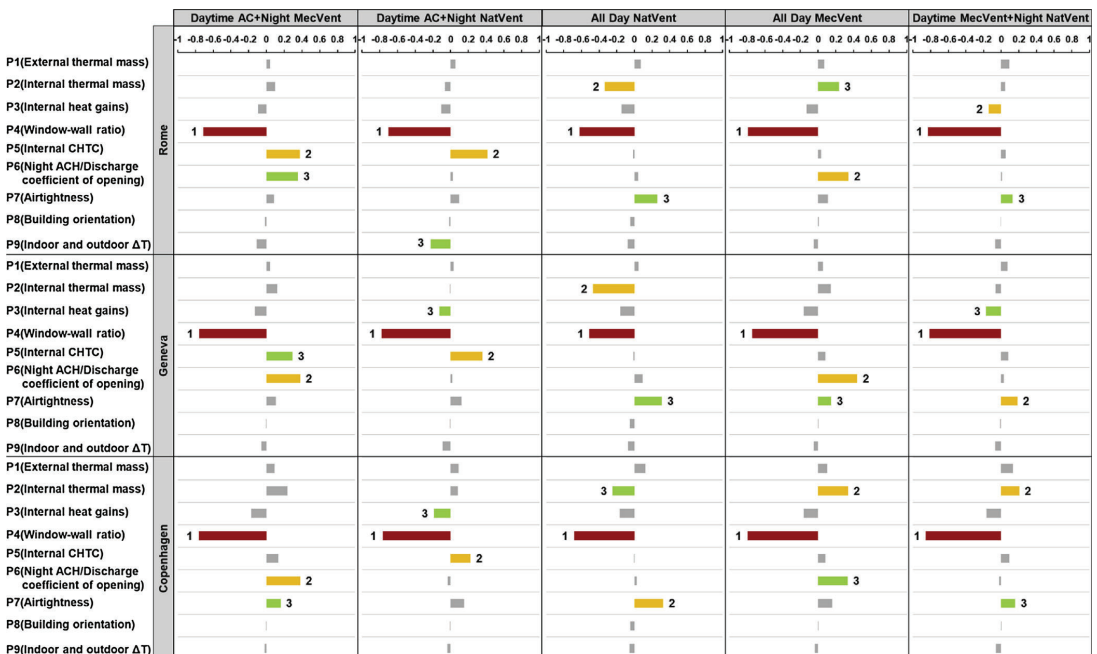 Daytime AC+Night MecVent Daytime AC+Night NatVent All Day NatVent All Day MecVent Daytime MecVent+Night NatVent
-1 -0.8 -0.6 -0.4 -0.2 0 0.2 0.4 0.6 0.8 1 -1 -0.8 -0.6 -0.4 -0.2 0 0.2 0.4 0.6 0.8 1 -1 -0.8 -0.6 -0.4 -0.2 0 0.2 0.4 0.6 0.8 1 -1 -0.8 -0.6 -0.4 -0.2 0 0.2 0.4 0.6 0.8 1 -1 -0.8 -0.6 -0.4 -0.2 0 0.2 0.4 0.6 0.8 1
Rome
P1(External thermal mass)
P2(Internal thermal mass) 2 3
P3(Internal heat gains) 2
P4(Window-wall ratio) 1 1 1 1 1
P5(Internal CHTC) 2 2
P6(Night ACH/Discharge
coefficient of opening) 3 2
P7(Airtightness) 3 3
P8(Building orientation)
P9(Indoor and outdoor ΔT) 3
Geneva
P1(External thermal mass)
P2(Internal thermal mass) 2
P3(Internal heat gains) 3 3
P4(Window-wall ratio) 1 1 1 1 1
P5(Internal CHTC) 3 2
P6(Night ACH/Discharge
coefficient of opening) 2 2
P7(Airtightness) 3 3 2
P8(Building orientation)
P9(Indoor and outdoor ΔT)
Copenhagen
P1(External thermal mass)
P2(Internal thermal mass) 3 2 2
P3(Internal heat gains) 3
P4(Window-wall ratio) 1 1 1 1 1
P5(Internal CHTC) 2
P6(Night ACH/Discharge
coefficient of opening) 2 3
P7(Airtightness) 3 2 3
P8(Building orientation)
P9(Indoor and outdoor ΔT)